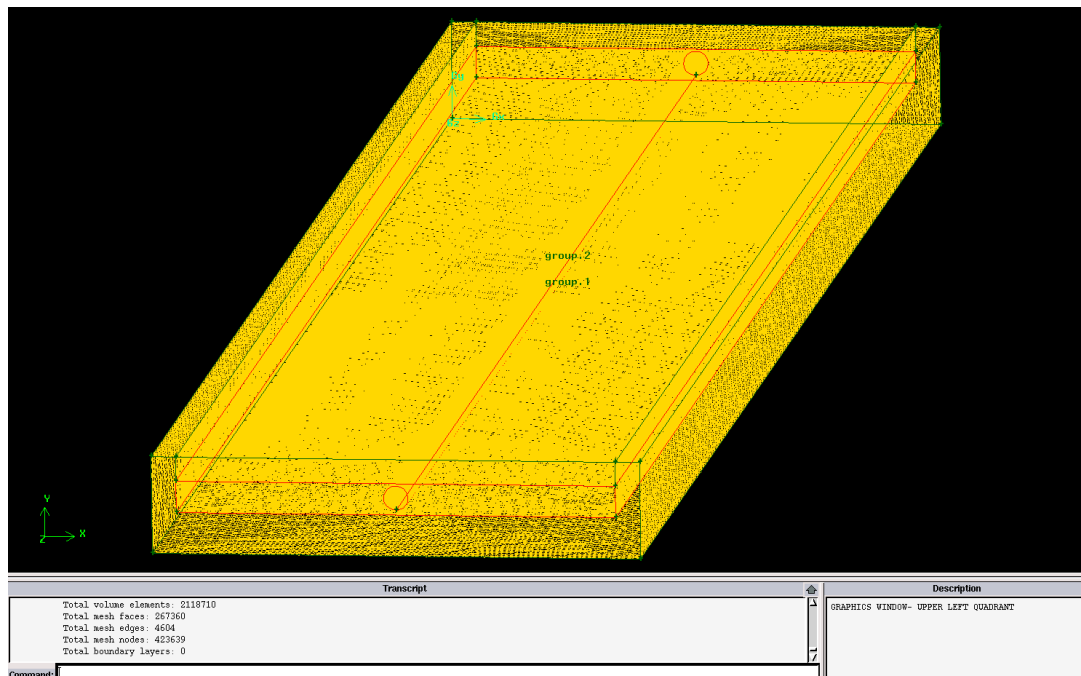 group.2
group.1
Y
Z X
Transcript
Total volume elements: 2118710
Total mesh faces: 267360
Total mesh edges: 4604
Total mesh nodes: 423639
Total boundary layers: 0
Command:
Description
GRAPHICS WINDOW- UPPER LEFT QUADRANT